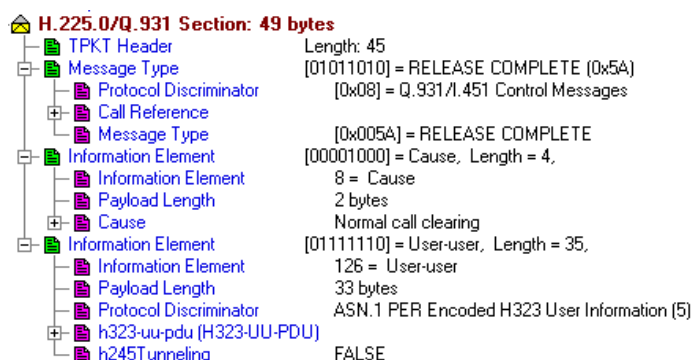 H.225.0/Q.931 Section: 49 bytes
TPKT Header Length: 45
Message Type [01011010] = RELEASE COMPLETE (0x5A)
Protocol Discriminator [0x08] = Q.931/I.451 Control Messages
Call Reference
Message Type [0x005A] = RELEASE COMPLETE
Information Element [00001000] = Cause, Length = 4,
Information Element 8 = Cause
Payload Length 2 bytes
Cause Normal call clearing
Information Element [01111110] = User-user, Length = 35,
Information Element 126 = User-user
Payload Length 33 bytes
Protocol Discriminator ASN.1 PER Encoded H323 User Information (5)
h323-uu-pdu (H323-UU-PDU)
h245Tunneling FALSE